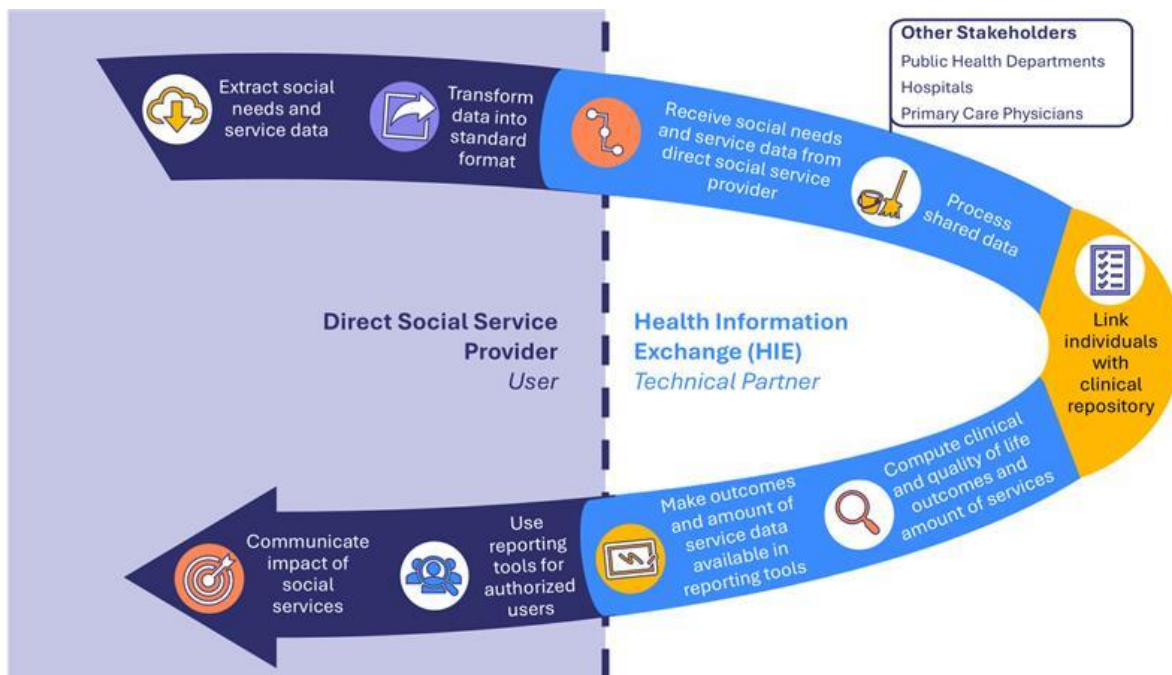 Other Stakeholders
Public Health Departments
Hospitals
Primary Care Physicians
Extract social
needs and
service data
Transform
data into
standard
format
Receive social needs
and service data from
direct social service
provider
Process
shared data
Link
individuals
with
clinical
repository
Direct Social Service
Provider
User
Health Information
Exchange (HIE)
Technical Partner
Compute clinical
and quality of life
outcomes and
amount of services
Make outcomes
and amount of
service data
available in
reporting tools
Use
reporting
tools for
authorized
users
Communicate
impact of
social
services